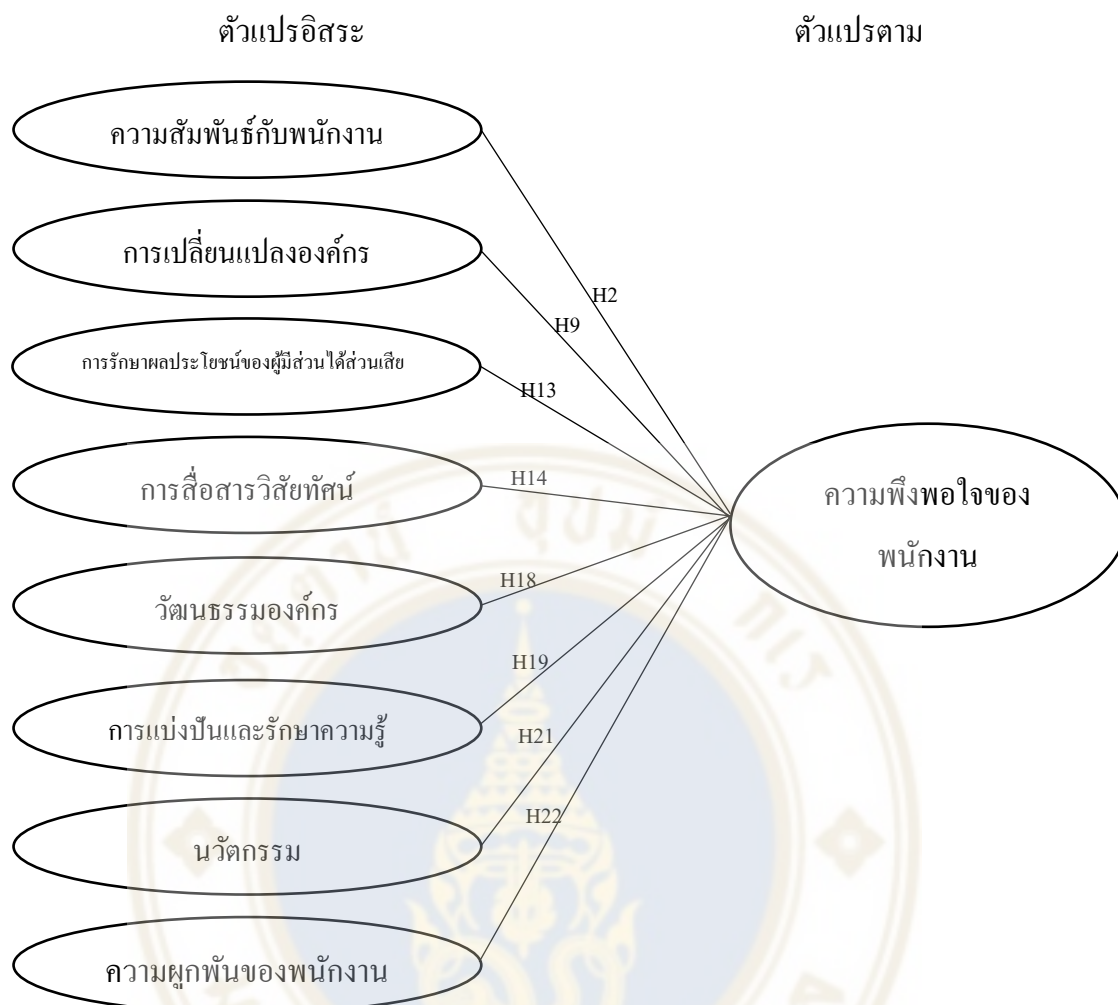 ตัวแปรอิสระ
ตัวแปรตาม
ความสัมพันธ์กับพนักงาน
การเปลี่ยนแปลงองค์กร
การรักษาผลประโยชน์ของผู้มีส่วนได้ส่วนเสีย
การสื่อสารวิสัยทัศน์
วัฒนธรรมองค์กร
การแบ่งปันและรักษาความรู้
นวัตกรรม
ความผูกพันของพนักงาน
H2
H9
H13
H14
H18
H19
H21
H22
ความพึงพอใจของ
พนักงาน